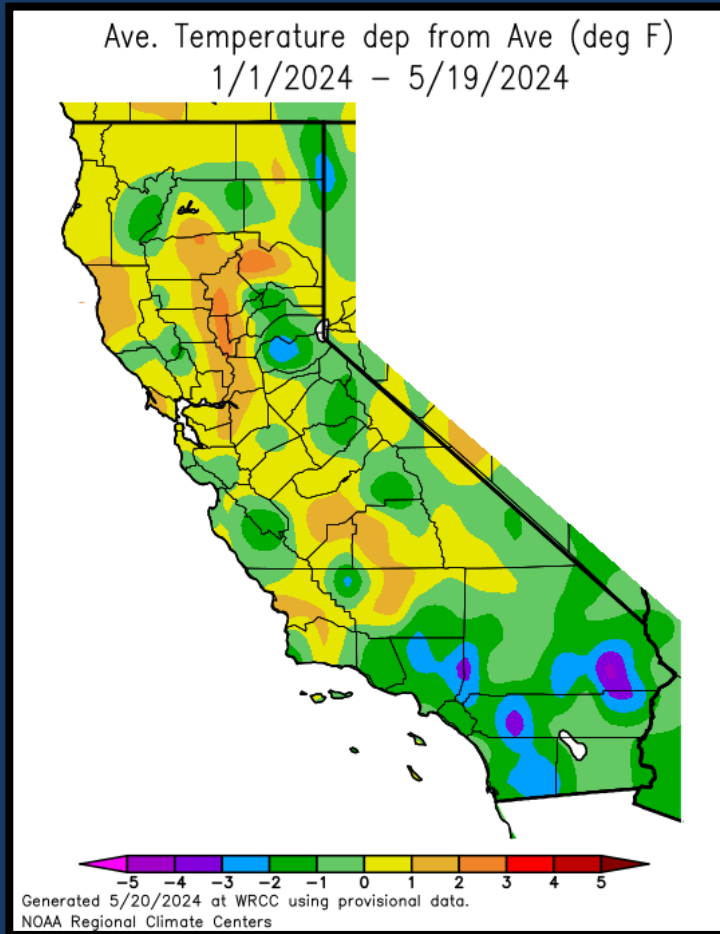 Ave. Temperature dep from Ave (deg F)
1/1/2024 – 5/19/2024
-5 -4 -3 -2 -1 0 1 2 3 4 5
Generated 5/20/2024 at WRCC using provisional data.
NOAA Regional Climate Centers